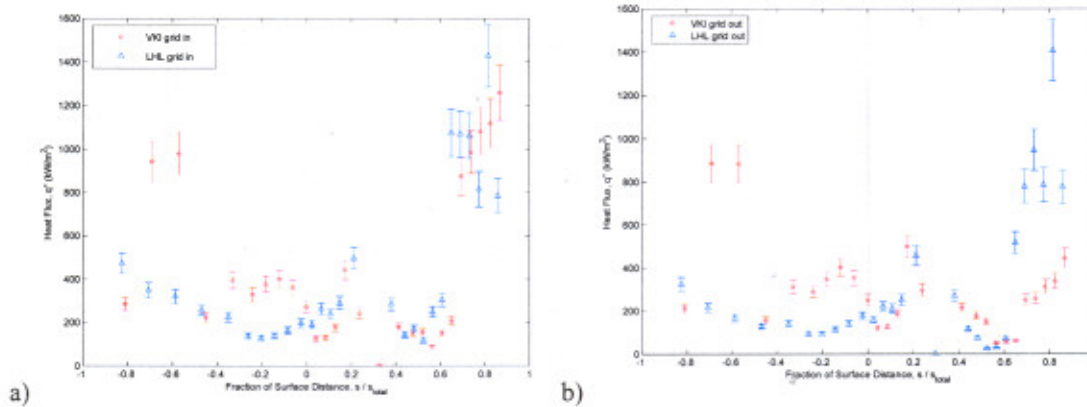 1600
1400
1200
1000
800
600
400
200
0
Heat Flux, q" (kW/m²)
VKI grid in
LHL grid in
-1 -0.8 -0.6 -0.4 -0.2 0 0.2 0.4 0.6 0.8 1
Fraction of Surface Distance, s / s_total
a)
1600
1400
1200
1000
800
600
400
200
0
Heat Flux, q" (kW/m²)
VKI grid out
LHL grid out
-1 -0.8 -0.6 -0.4 -0.2 0 0.2 0.4 0.6 0.8
Fraction of Surface Distance, s / s_total
b)